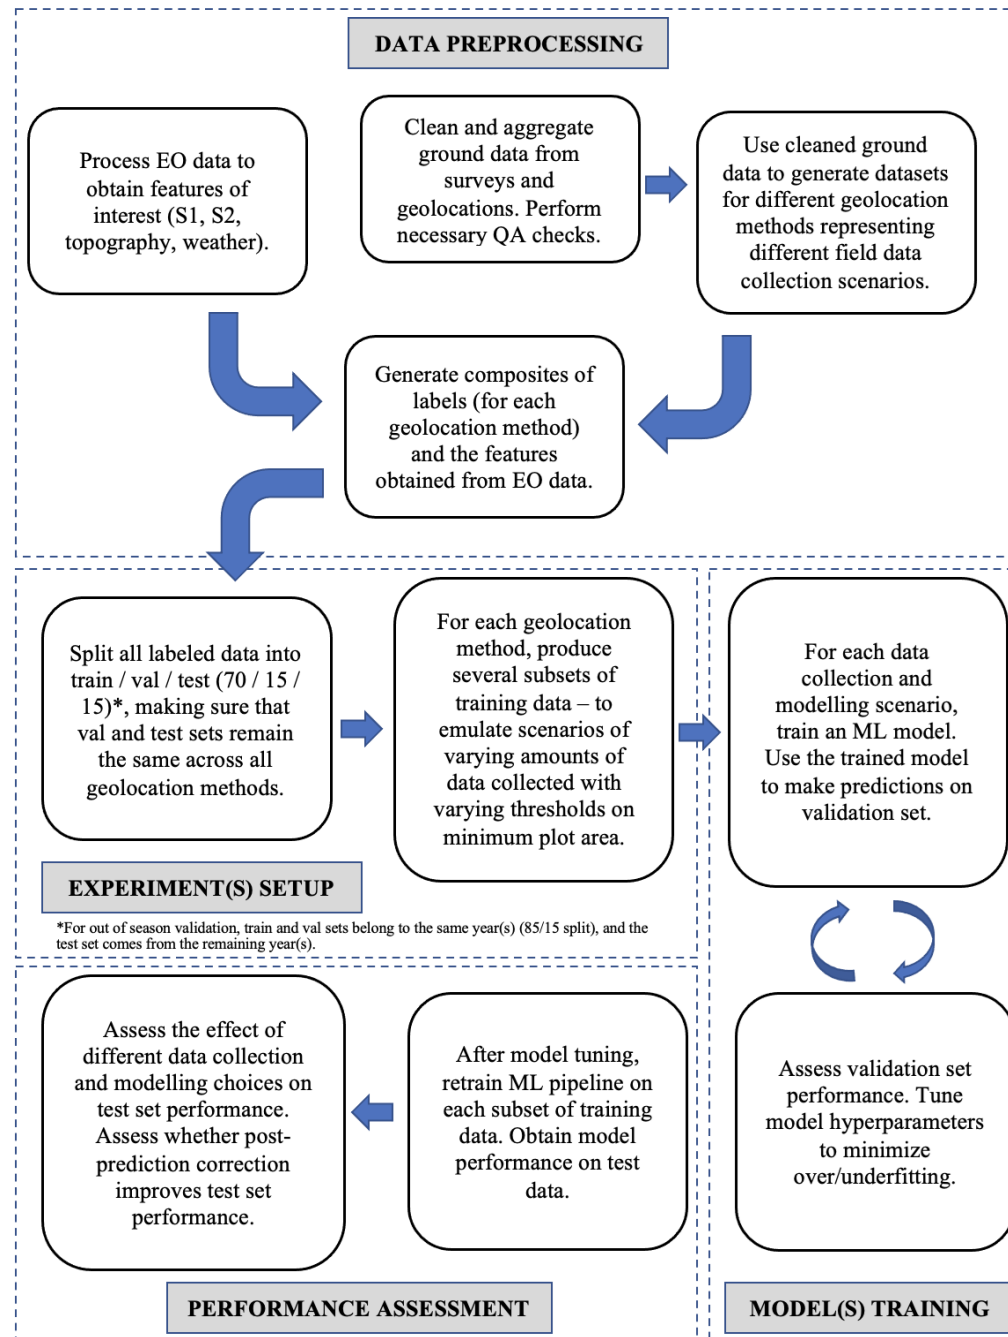 DATA PREPROCESSING
Process EO data to
obtain features of
interest (S1, S2,
topography, weather).
Clean and aggregate
ground data from
surveys and
geolocations. Perform
necessary QA checks.
Use cleaned ground
data to generate datasets
for different geolocation
methods representing
different field data
collection scenarios.
Generate composites of
labels (for each
geolocation method)
and the features
obtained from EO data.
Split all labeled data into
train / val / test (70 / 15 /
15)*, making sure that
val and test sets remain
the same across all
geolocation methods.
For each geolocation
method, produce
several subsets of
training data – to
emulate scenarios of
varying amounts of
data collected with
varying thresholds on
minimum plot area.
EXPERIMENT(S) SETUP
*For out of season validation, train and val sets belong to the same year(s) (85/15 split), and the
test set comes from the remaining year(s).
For each data
collection and
modelling scenario,
train an ML model.
Use the trained model
to make predictions on
validation set.
Assess validation set
performance. Tune
model hyperparameters
to minimize
over/underfitting.
MODEL(S) TRAINING
After model tuning,
retrain ML pipeline on
each subset of training
data. Obtain model
performance on test
data.
Assess the effect of
different data collection
and modelling choices on
test set performance.
Assess whether post-
prediction correction
improves test set
performance.
PERFORMANCE ASSESSMENT